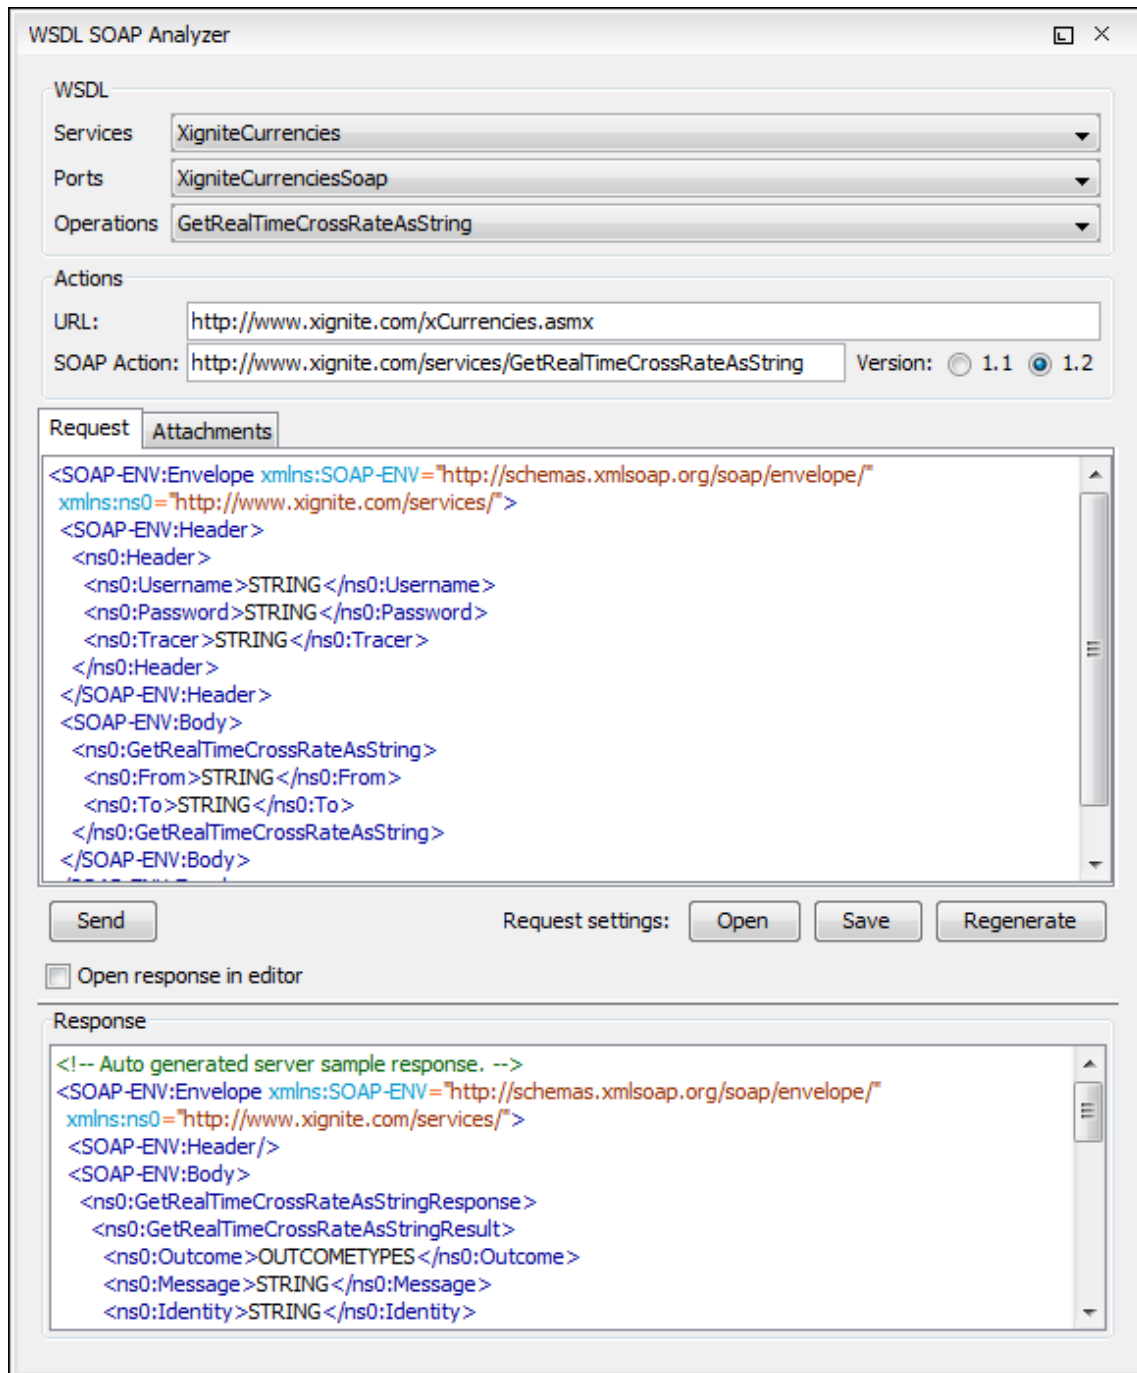 WSDL SOAP Analyzer
WSDL
Services XigniteCurrencies
Ports XigniteCurrenciesSoap
Operations GetRealTimeCrossRateAsString
Actions
URL: http://www.xignite.com/xCurrencies.asmx
SOAP Action: http://www.xignite.com/services/GetRealTimeCrossRateAsString Version: 1.1 1.2
Request Attachments
<SOAP-ENV:Envelope xmlns:SOAP-ENV="http://schemas.xmlsoap.org/soap/envelope/"
xmlns:ns0="http://www.xignite.com/services/">
<SOAP-ENV:Header>
<ns0:Header>
<ns0:Username>STRING</ns0:Username>
<ns0:Password>STRING</ns0:Password>
<ns0:Tracer>STRING</ns0:Tracer>
</ns0:Header>
</SOAP-ENV:Header>
<SOAP-ENV:Body>
<ns0:GetRealTimeCrossRateAsString>
<ns0:From>STRING</ns0:From>
<ns0:To>STRING</ns0:To>
</ns0:GetRealTimeCrossRateAsString>
</SOAP-ENV:Body>
Send Request settings: Open Save Regenerate
Open response in editor
Response
<!-- Auto generated server sample response. -->
<SOAP-ENV:Envelope xmlns:SOAP-ENV="http://schemas.xmlsoap.org/soap/envelope/"
xmlns:ns0="http://www.xignite.com/services/">
<SOAP-ENV:Header/>
<SOAP-ENV:Body>
<ns0:GetRealTimeCrossRateAsStringResponse>
<ns0:GetRealTimeCrossRateAsStringResult>
<ns0:Outcome>OUTCOMETYPES</ns0:Outcome>
<ns0:Message>STRING</ns0:Message>
<ns0:Identity>STRING</ns0:Identity>